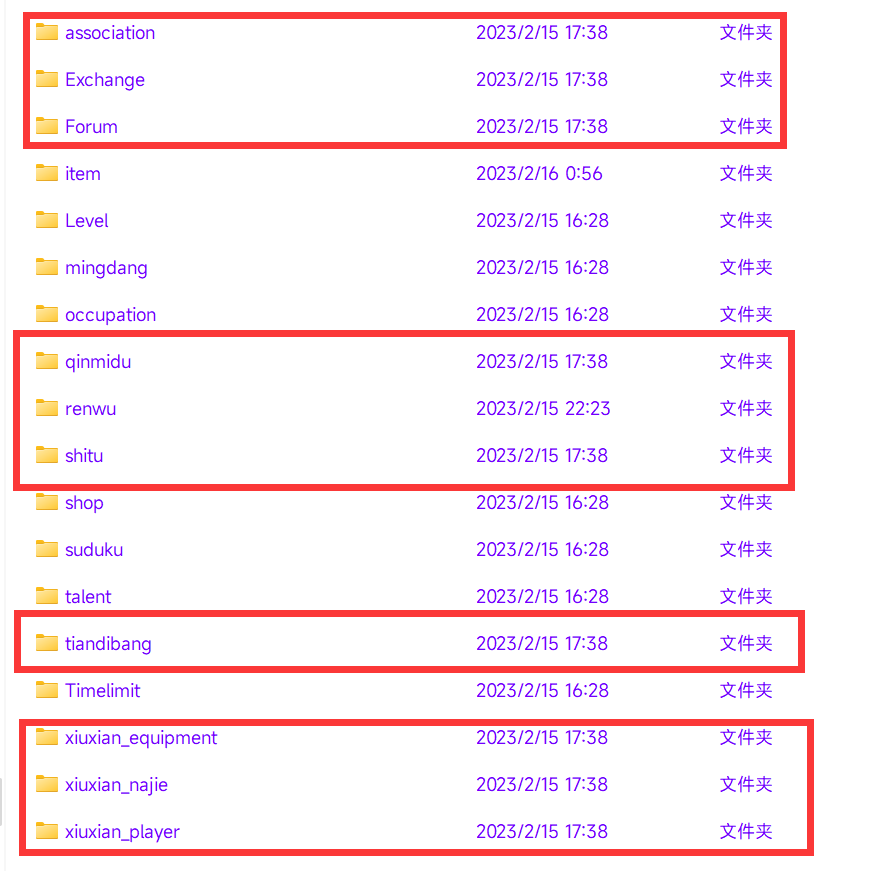 association 2023/2/15 17:38 文件夹
Exchange 2023/2/15 17:38 文件夹
Forum 2023/2/15 17:38 文件夹
item 2023/2/16 0:56 文件夹
Level 2023/2/15 16:28 文件夹
mingdang 2023/2/15 16:28 文件夹
occupation 2023/2/15 16:28 文件夹
qinmidu 2023/2/15 17:38 文件夹
renwu 2023/2/15 22:23 文件夹
shitu 2023/2/15 17:38 文件夹
shop 2023/2/15 16:28 文件夹
suduku 2023/2/15 16:28 文件夹
talent 2023/2/15 16:28 文件夹
tiandibang 2023/2/15 17:38 文件夹
Timelimit 2023/2/15 16:28 文件夹
xiuxian_equipment 2023/2/15 17:38 文件夹
xiuxian_najie 2023/2/15 17:38 文件夹
xiuxian_player 2023/2/15 17:38 文件夹